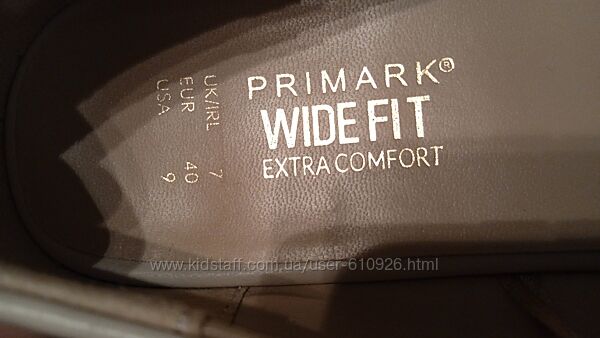 PRIMARK®
WIDE FIT
EXTRA COMFORT
UK/IRL 7
EUR 40
USA 9
www.kidstaff.com.ua/user-610926.html